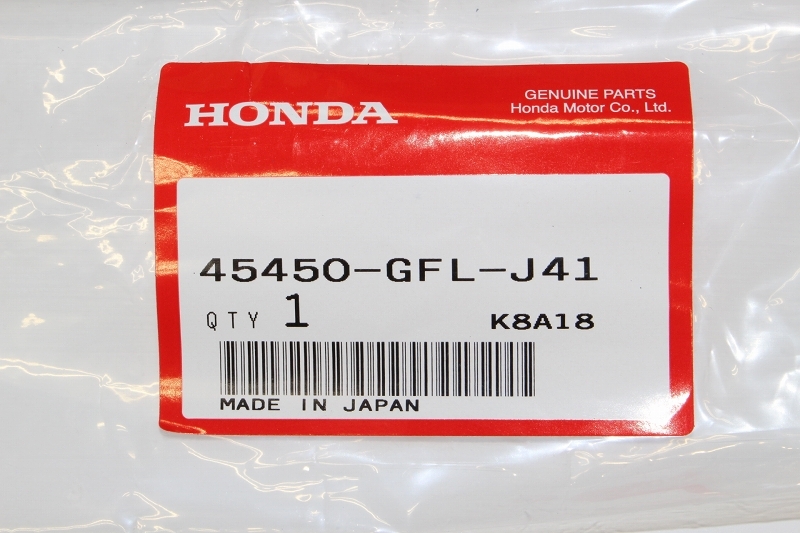 HONDA
GENUINE PARTS
Honda Motor Co., Ltd.
45450-GFL-J41
QTY 1 K8A18
MADE IN JAPAN